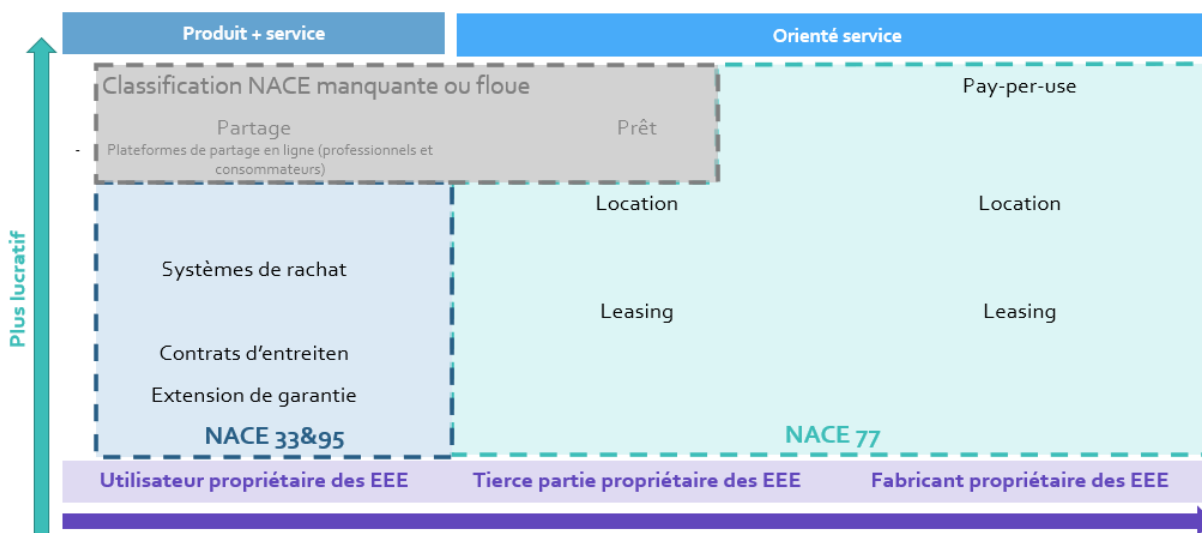 Produit + service
Orienté service
Classification NACE manquante ou floue
Pay-per-use
Partage
Prêt
- Plateformes de partage en ligne (professionnels et
consommateurs)
Location
Location
Systèmes de rachat
Leasing
Leasing
Contrats d'entreiten
Extension de garantie
NACE 33&95
NACE 77
Utilisateur propriétaire des EEE
Tierce partie propriétaire des EEE
Fabricant propriétaire des EEE
Plus lucratif